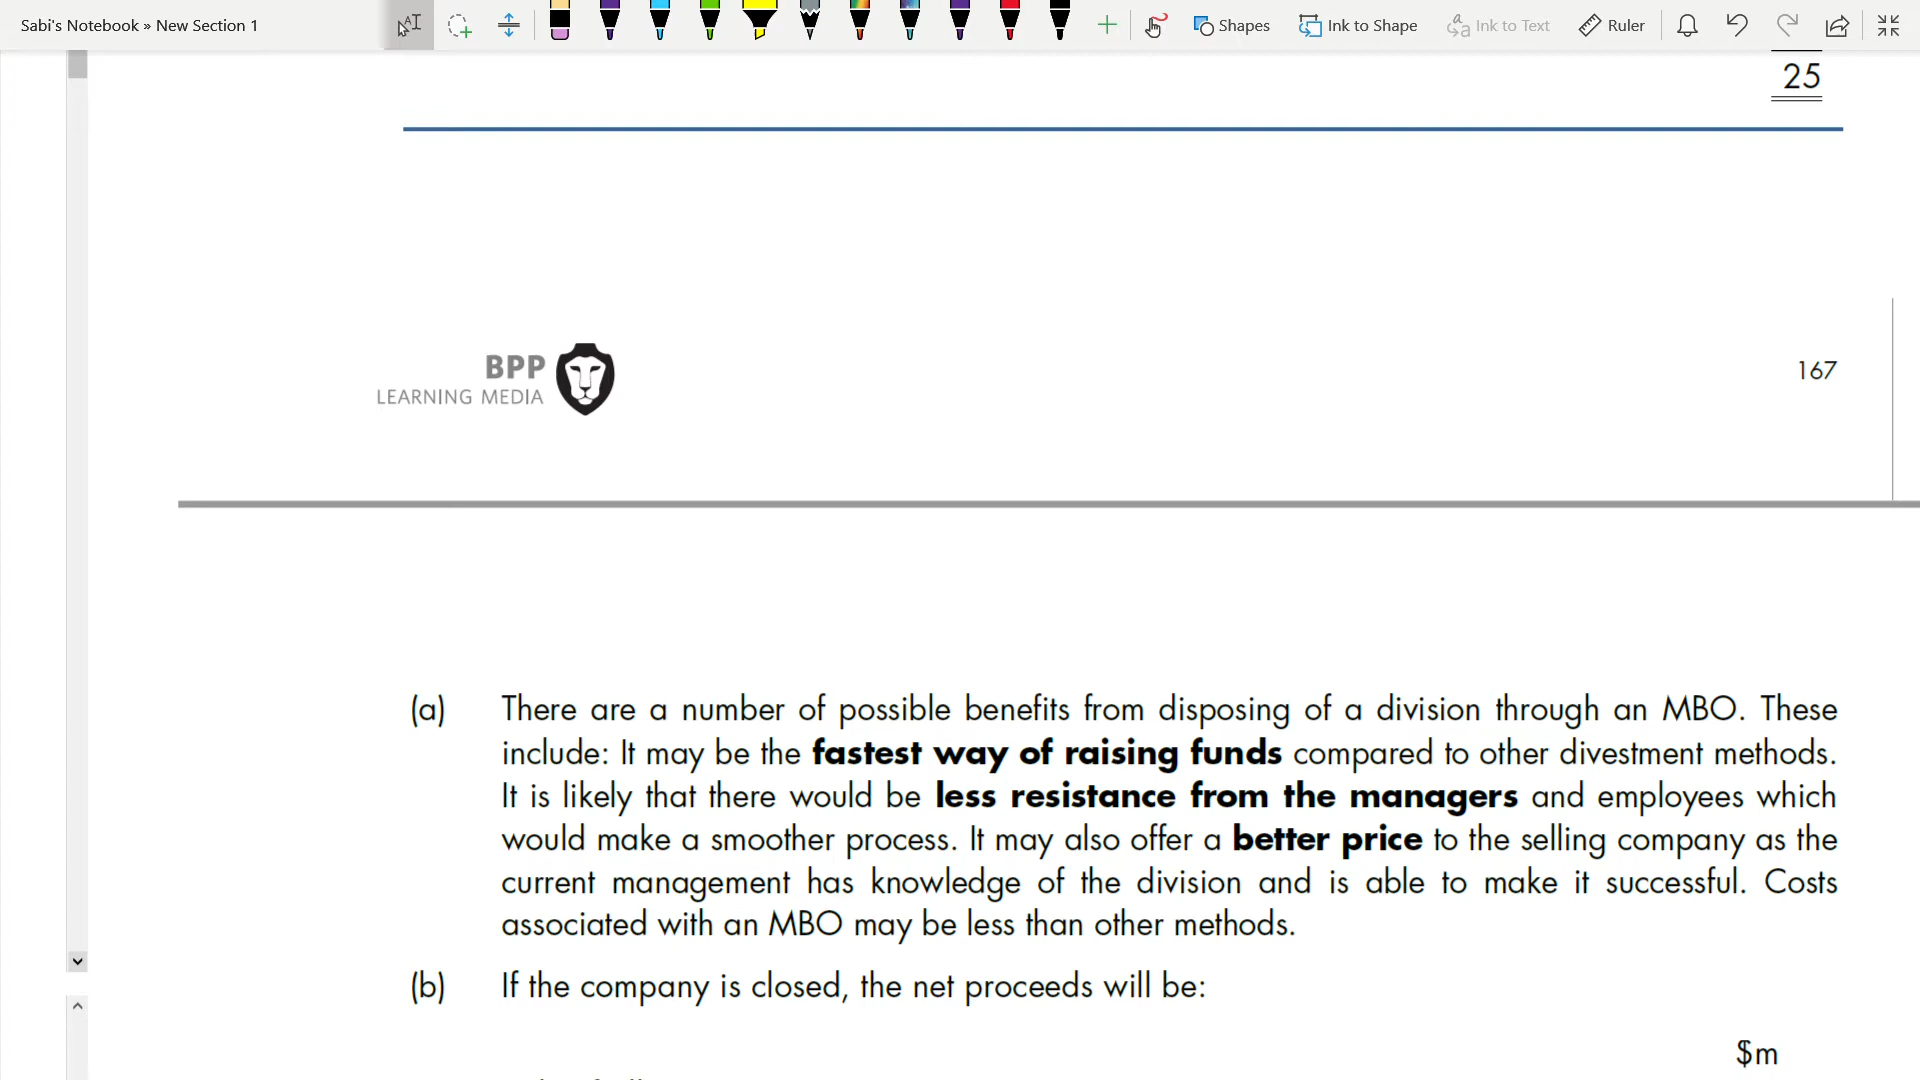 Sabi's Notebook » New Section 1
Shapes
Ink to Shape
Ink to Text
Ruler
25
BPP
LEARNING MEDIA
167
(a) There are a number of possible benefits from disposing of a division through an MBO. These
include: It may be the fastest way of raising funds compared to other divestment methods.
It is likely that there would be less resistance from the managers and employees which
would make a smoother process. It may also offer a better price to the selling company as the
current management has knowledge of the division and is able to make it successful. Costs
associated with an MBO may be less than other methods.
(b) If the company is closed, the net proceeds will be:
$m